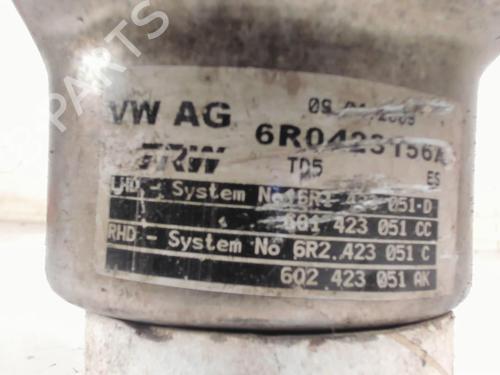 VW AG
6R0423156A
TRW TD5 ES
LHD - System No 6R1 423 051-D
6Q1 423 051 CC
RHD - System No 6R2.423 051 C
6Q2 423 051 AK